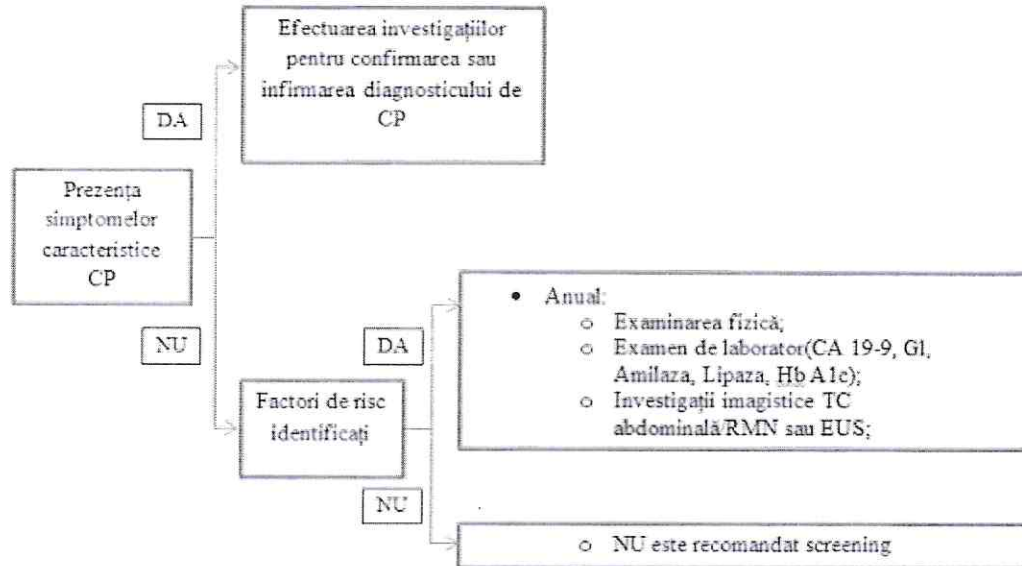 Efectuarea investigațiilor
pentru confirmarea sau
infirmarea diagnosticului de
CP
DA
Prezența
simptomelor
caracteristice
CP
NU
Factori de risc
identificați
DA
• Anual:
o Examinarea fizică;
o Examen de laborator(CA 19-9, Gl,
Amilaza, Lipaza, Hb A1c);
o Investigații imagistice TC
abdominală/RMN sau EUS;
NU
o NU este recomandat screening